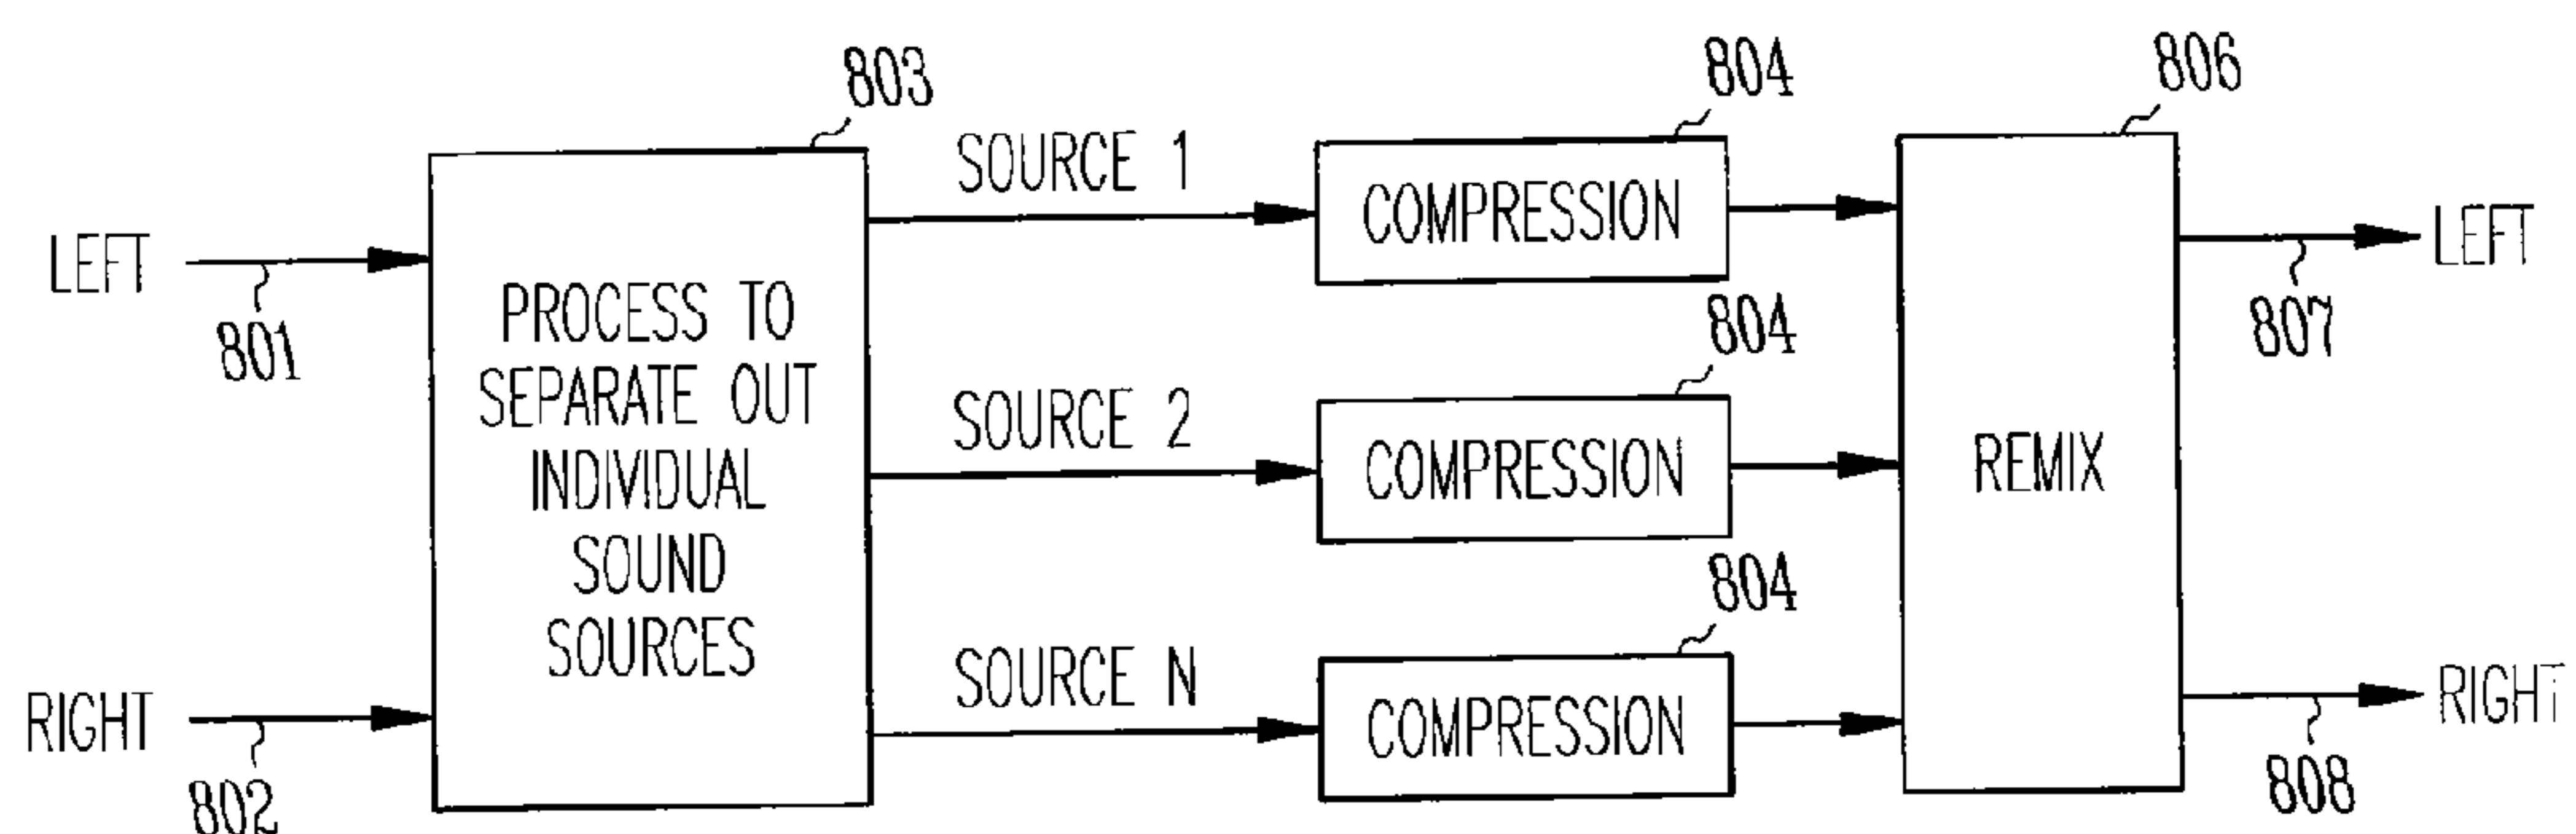 803
804
806
SOURCE 1
COMPRESSION
LEFT
801
PROCESS TO
SEPARATE OUT
INDIVIDUAL
SOUND
SOURCES
LEFT
807
804
SOURCE 2
COMPRESSION
REMIX
804
SOURCE N
COMPRESSION
RIGHT
802
RIGHT
808